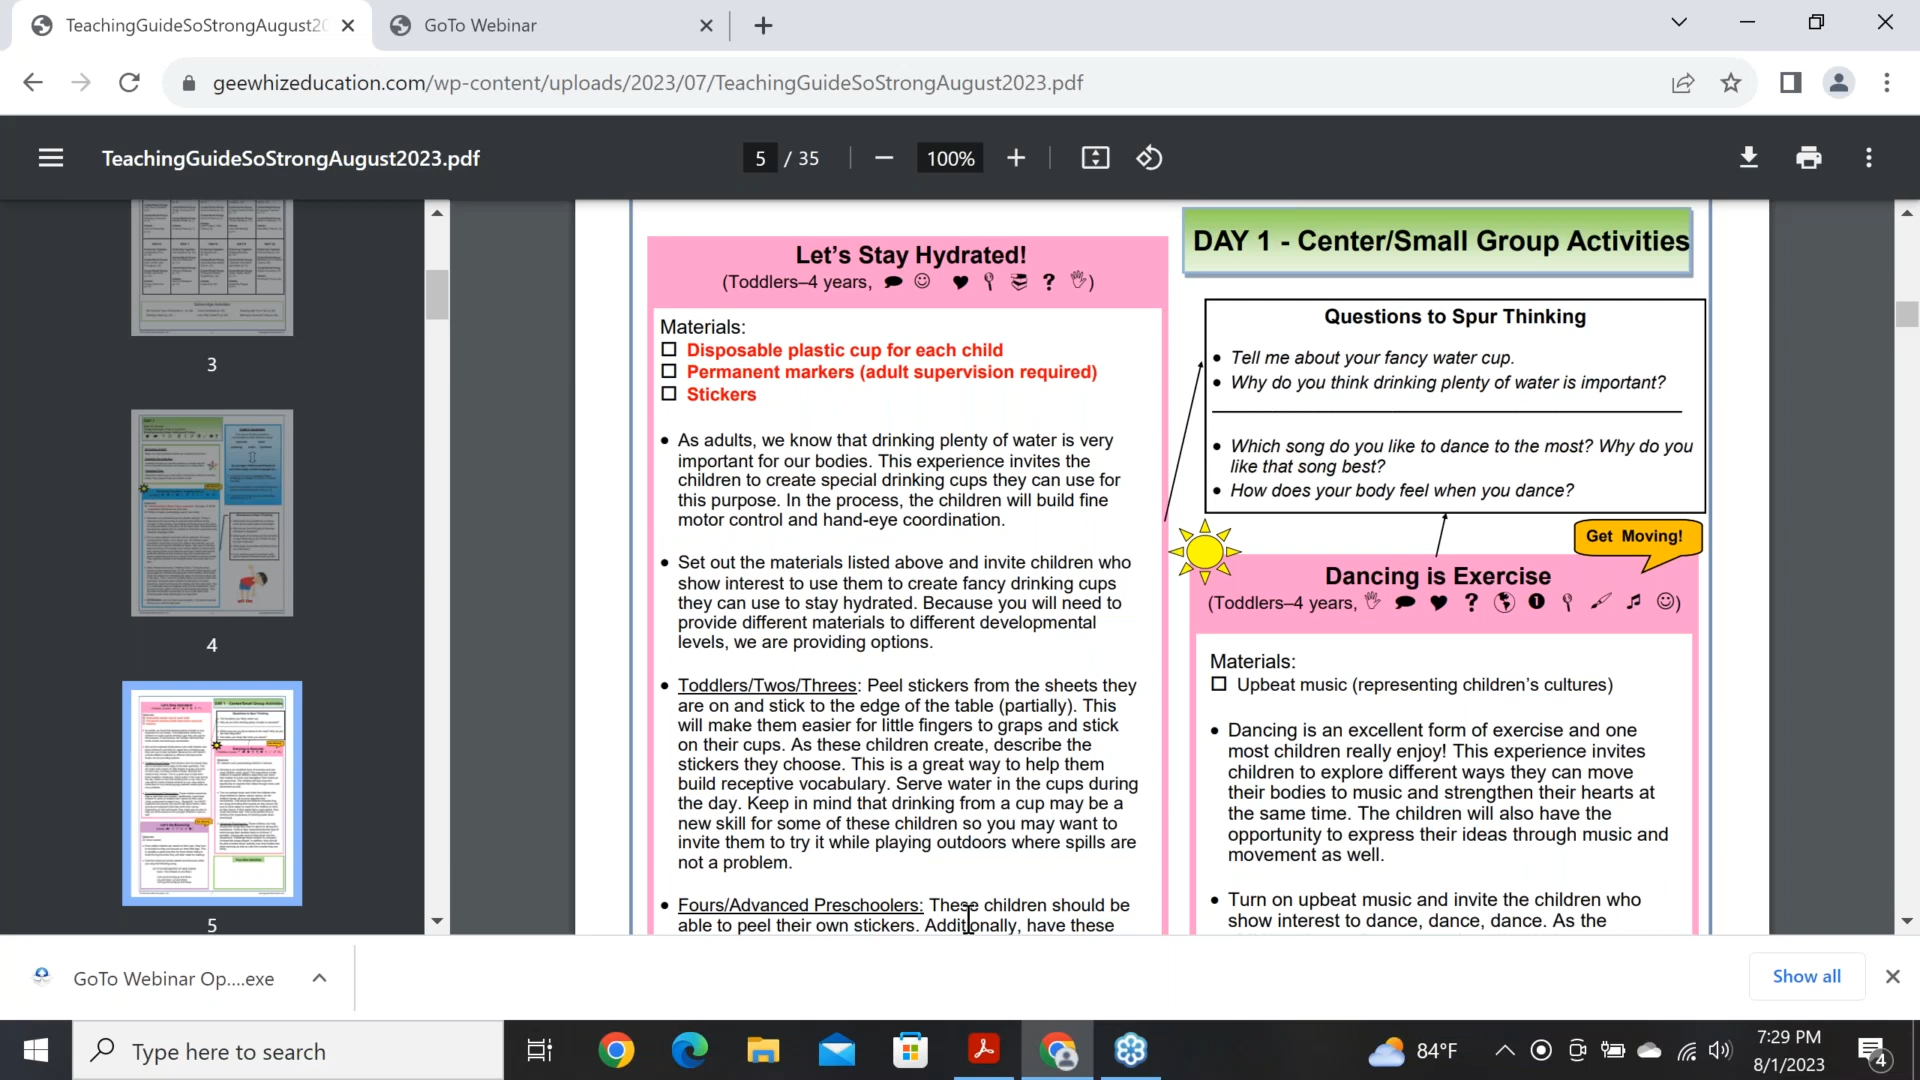 TeachingGuideSoStrongAugust20
GoTo Webinar
geewhizeducation.com/wp-content/uploads/2023/07/TeachingGuideSoStrongAugust2023.pdf
TeachingGuideSoStrongAugust2023.pdf
5 / 35
100%
3
4
5
Let's Stay Hydrated!
(Toddlers–4 years, ? )
Materials:
Disposable plastic cup for each child
Permanent markers (adult supervision required)
Stickers
• As adults, we know that drinking plenty of water is very
important for our bodies. This experience invites the
children to create special drinking cups they can use for
this purpose. In the process, the children will build fine
motor control and hand-eye coordination.
• Set out the materials listed above and invite children who
show interest to use them to create fancy drinking cups
they can use to stay hydrated. Because you will need to
provide different materials to different developmental
levels, we are providing options.
• Toddlers/Twos/Threes: Peel stickers from the sheets they
are on and stick to the edge of the table (partially). This
will make them easier for little fingers to graps and stick
on their cups. As these children create, describe the
stickers they choose. This is a great way to help them
build receptive vocabulary. Serve water in the cups during
the day. Keep in mind that drinking from a cup may be a
new skill for some of these children so you may want to
invite them to try it while playing outdoors where spills are
not a problem.
• Fours/Advanced Preschoolers: These children should be
able to peel their own stickers. Additionally, have these
DAY 1 - Center/Small Group Activities
Questions to Spur Thinking
• Tell me about your fancy water cup.
• Why do you think drinking plenty of water is important?
• Which song do you like to dance to the most? Why do you
like that song best?
• How does your body feel when you dance?
Get Moving!
Dancing is Exercise
(Toddlers–4 years, ? 1 )
Materials:
Upbeat music (representing children's cultures)
• Dancing is an excellent form of exercise and one
most children really enjoy! This experience invites
children to explore different ways they can move
their bodies to music and strengthen their hearts at
the same time. The children will also have the
opportunity to express their ideas through music and
movement as well.
• Turn on upbeat music and invite the children who
show interest to dance, dance, dance. As the
GoTo Webinar Op....exe
Show all
Type here to search
84°F
7:29 PM
8/1/2023
4